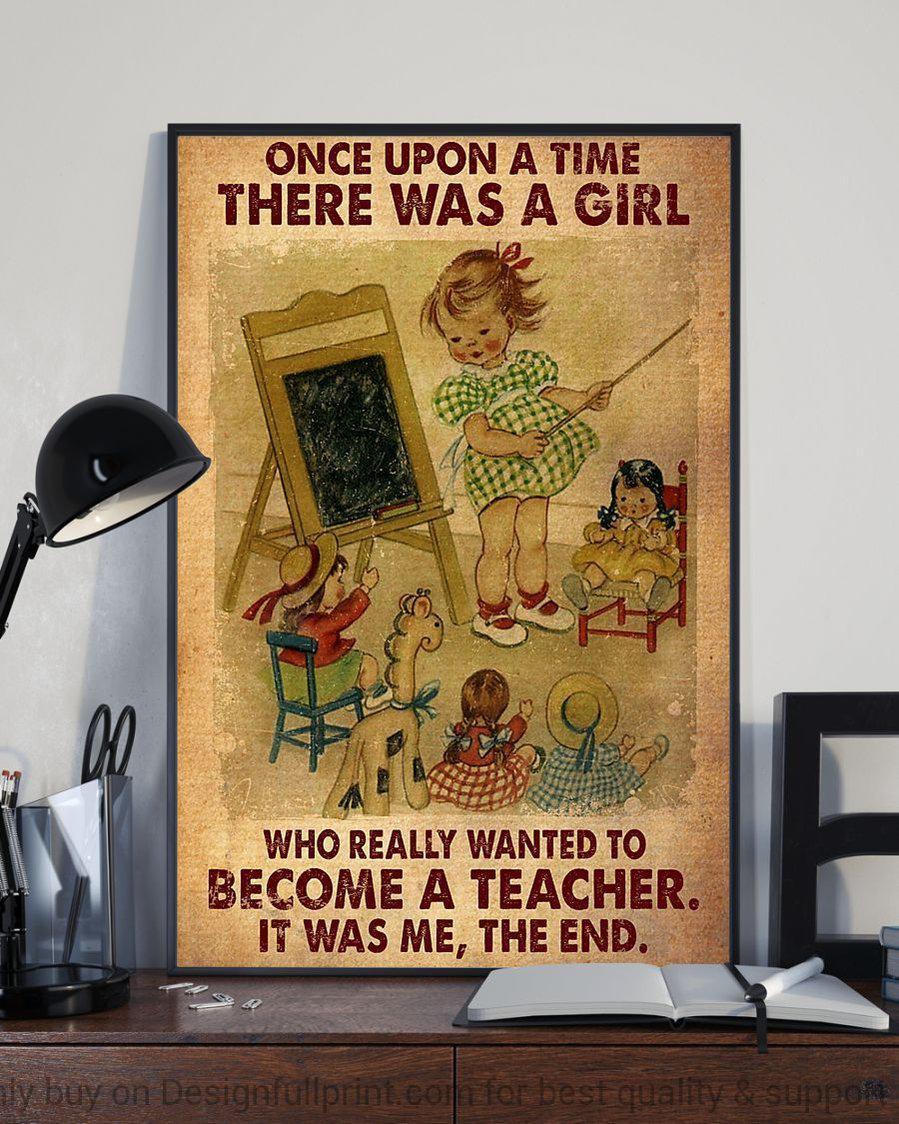 ONCE UPON A TIME
THERE WAS A GIRL
WHO REALLY WANTED TO
BECOME A TEACHER.
IT WAS ME, THE END.
nly buy on Designfullprint.com for best quality & support